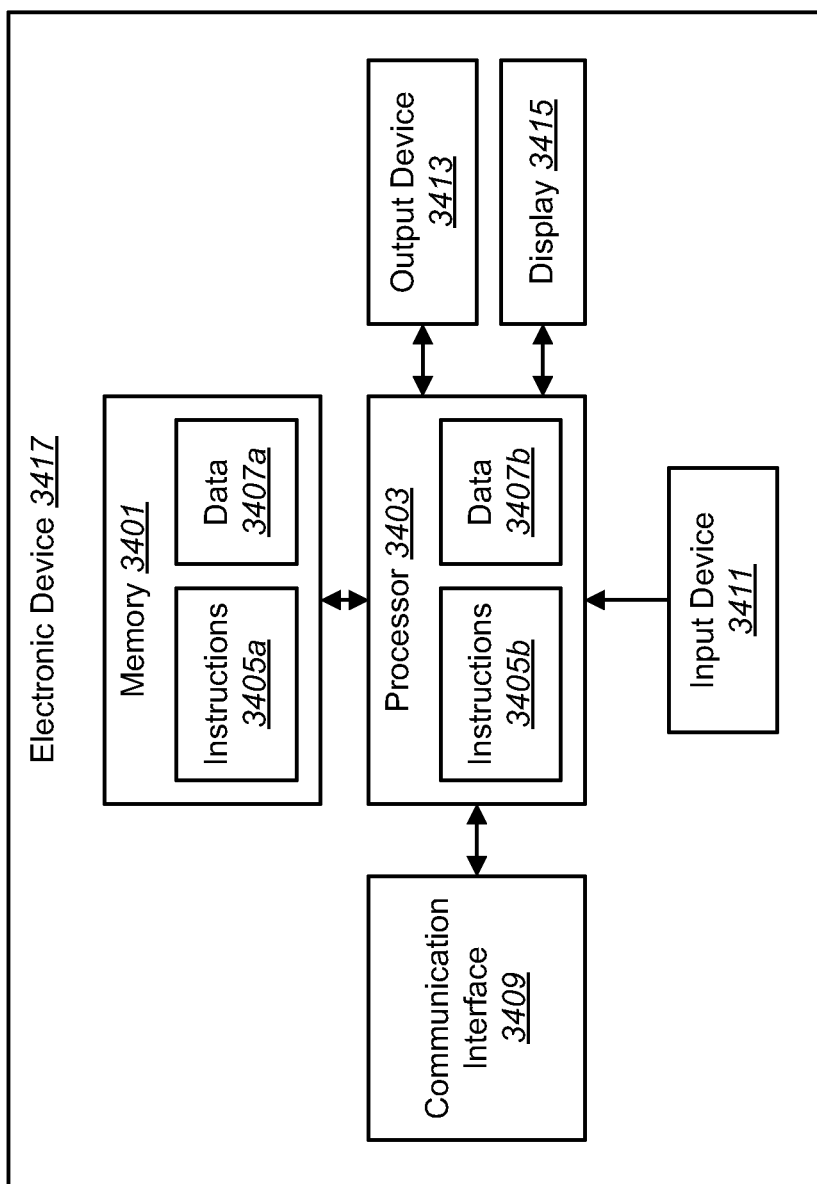 Electronic Device 3417
Memory 3401
Instructions
3405a
Data
3407a
Communication
Interface
3409
Processor 3403
Instructions
3405b
Data
3407b
Output Device
3413
Display 3415
Input Device
3411